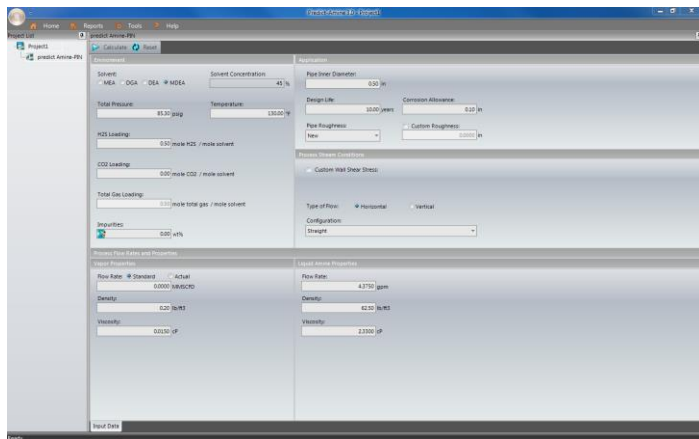 Predict-Amine 3.0 - Project1
Home Reports Tools Help
Project List
predict Amine-PIN
Project1
predict Amine-PIN
Calculate Reset
Environment
Solvent:
MEA DGA DEA MDEA
Solvent Concentration:
45 %
Total Pressure:
85.30 psig
Temperature:
130.00 °F
H2S Loading:
0.50 mole H2S / mole solvent
CO2 Loading:
0.00 mole CO2 / mole solvent
Total Gas Loading:
mole total gas / mole solvent
Impurities:
0.00 wt%
Application
Pipe Inner Diameter:
0.50 in
Design Life:
10.00 years
Corrosion Allowance:
0.10 in
Pipe Roughness:
New
Custom Roughness:
0.0000 in
Process Stream Conditions
Custom Wall Shear Stress:
Type of Flow: Horizontal Vertical
Configuration:
Straight
Process Flow Rates and Properties
Vapor Properties
Flow Rate: Standard Actual
0.0000 MMSCFD
Density:
0.20 lb/ft3
Viscosity:
0.0150 cP
Liquid Amine Properties
Flow Rate:
4.3750 gpm
Density:
62.50 lb/ft3
Viscosity:
cP
Input Data
Ready